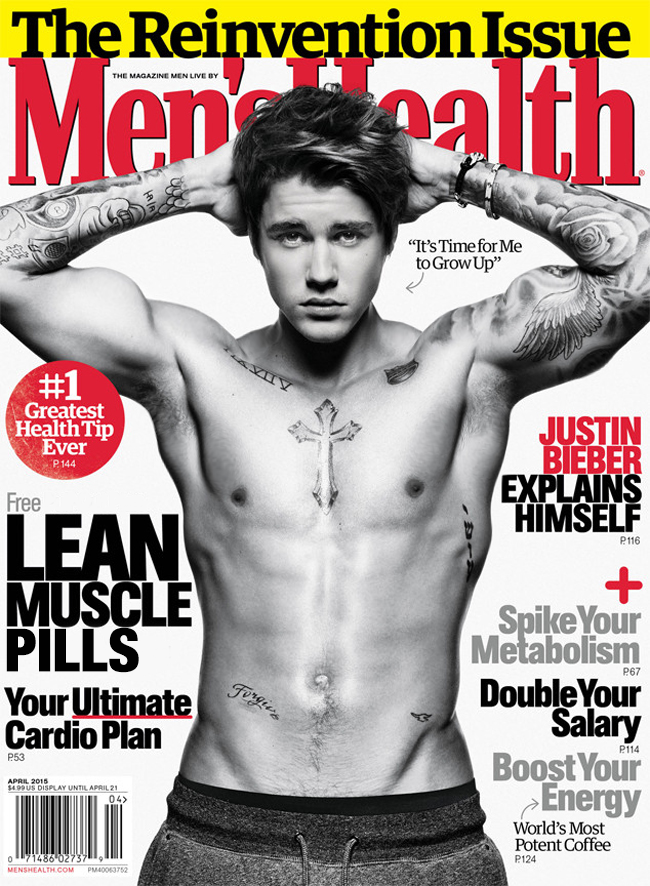 The Reinvention Issue
THE MAGAZINE MEN LIVE BY
Men's Health
“It's Time for Me
to Grow Up”
#1
Greatest
Health Tip
Ever
P.144
Free
LEAN
MUSCLE
PILLS
Your Ultimate
Cardio Plan
P.53
JUSTIN
BIEBER
EXPLAINS
HIMSELF
P.116
+
Spike Your
Metabolism
P.67
Double Your
Salary
P.114
Boost Your
Energy
World's Most
Potent Coffee
P.124
Forgive
APRIL 2015
$4.99 US DISPLAY UNTIL APRIL 21
04>
0 71486 02737 9
MENSHEALTH.COM PM40063752